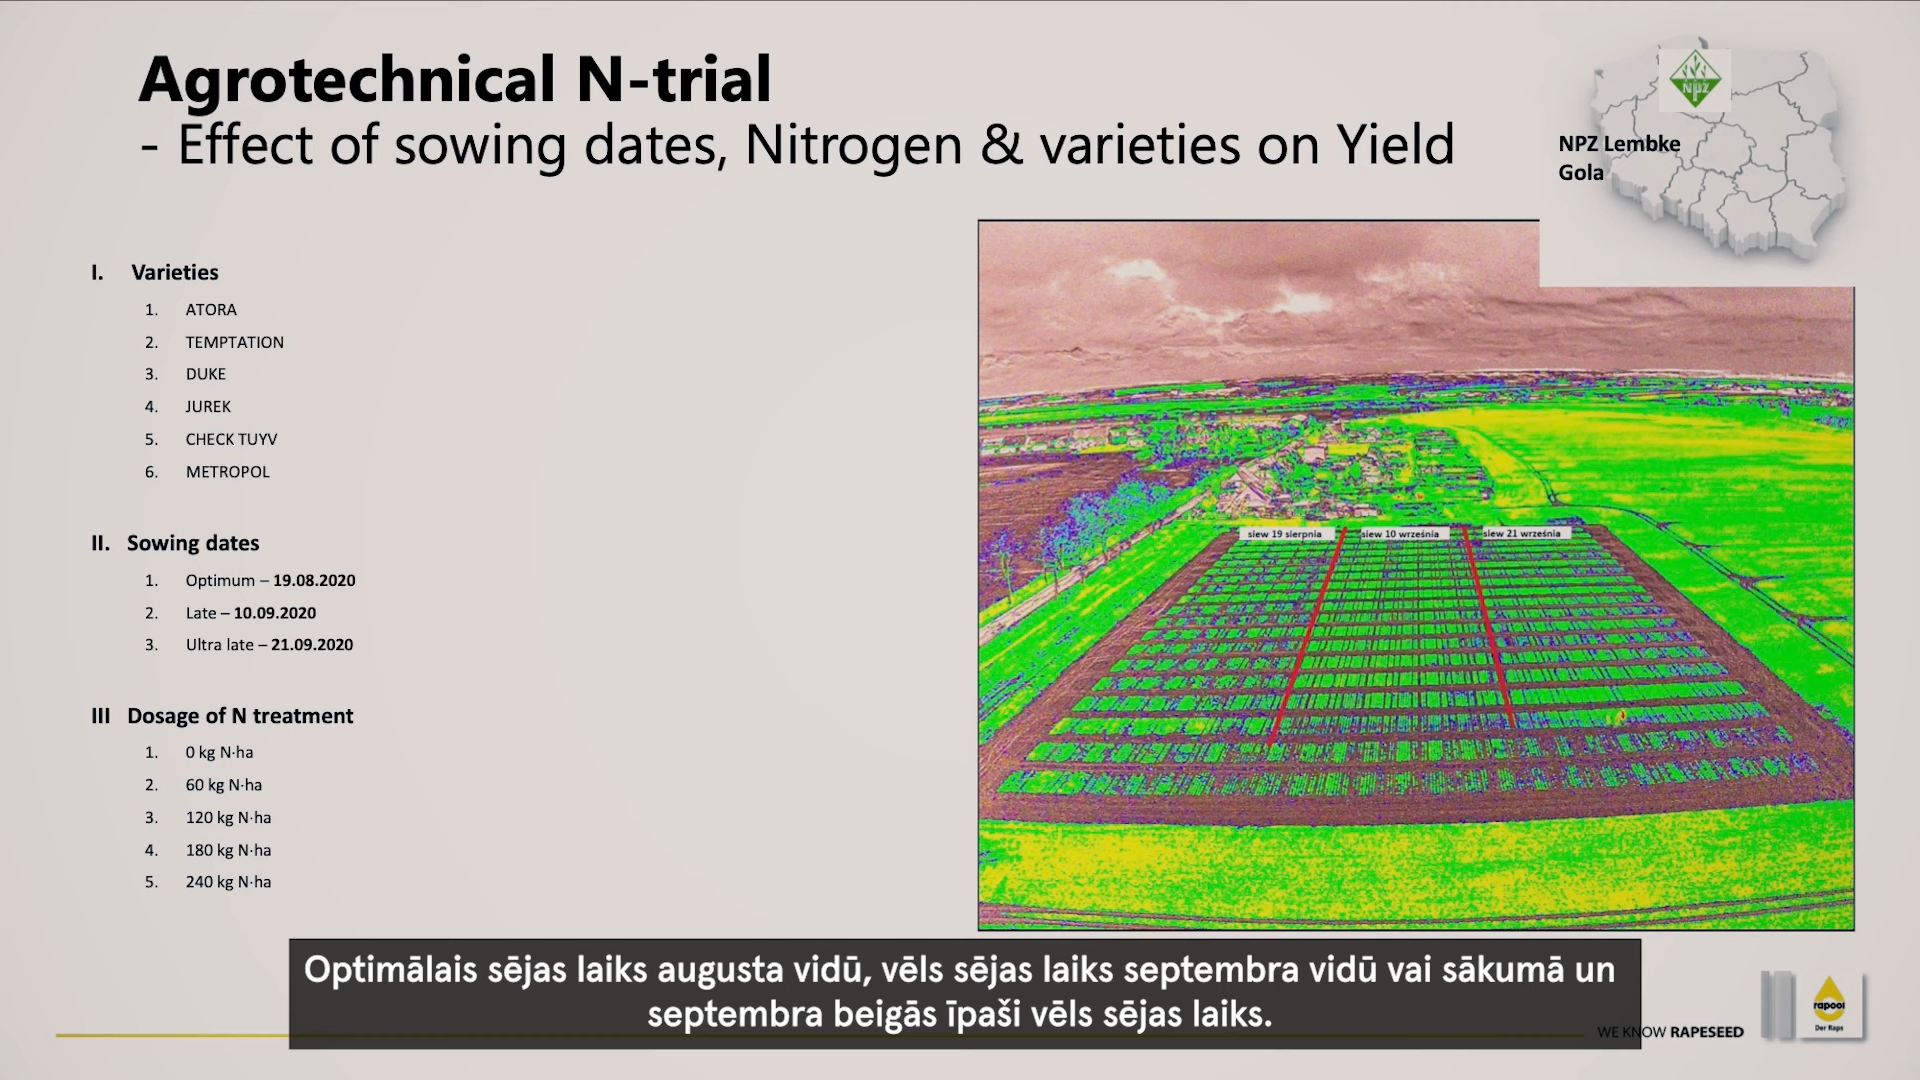 Agrotechnical N-trial
- Effect of sowing dates, Nitrogen & varieties on Yield
NPZ
NPZ Lembke
Gola
I. Varieties
1. ATORA
2. TEMPTATION
3. DUKE
4. JUREK
5. CHECK TUYV
6. METROPOL
II. Sowing dates
1. Optimum – 19.08.2020
2. Late – 10.09.2020
3. Ultra late – 21.09.2020
III Dosage of N treatment
1. 0 kg N·ha
2. 60 kg N·ha
3. 120 kg N·ha
4. 180 kg N·ha
5. 240 kg N·ha
siew 19 sierpnia
siew 10 września
siew 21 września
Optimālais sējas laiks augusta vidū, vēls sējas laiks septembra vidū vai sākumā un
septembra beigās īpaši vēls sējas laiks.
WE KNOW RAPESEED
rapool
Der Raps